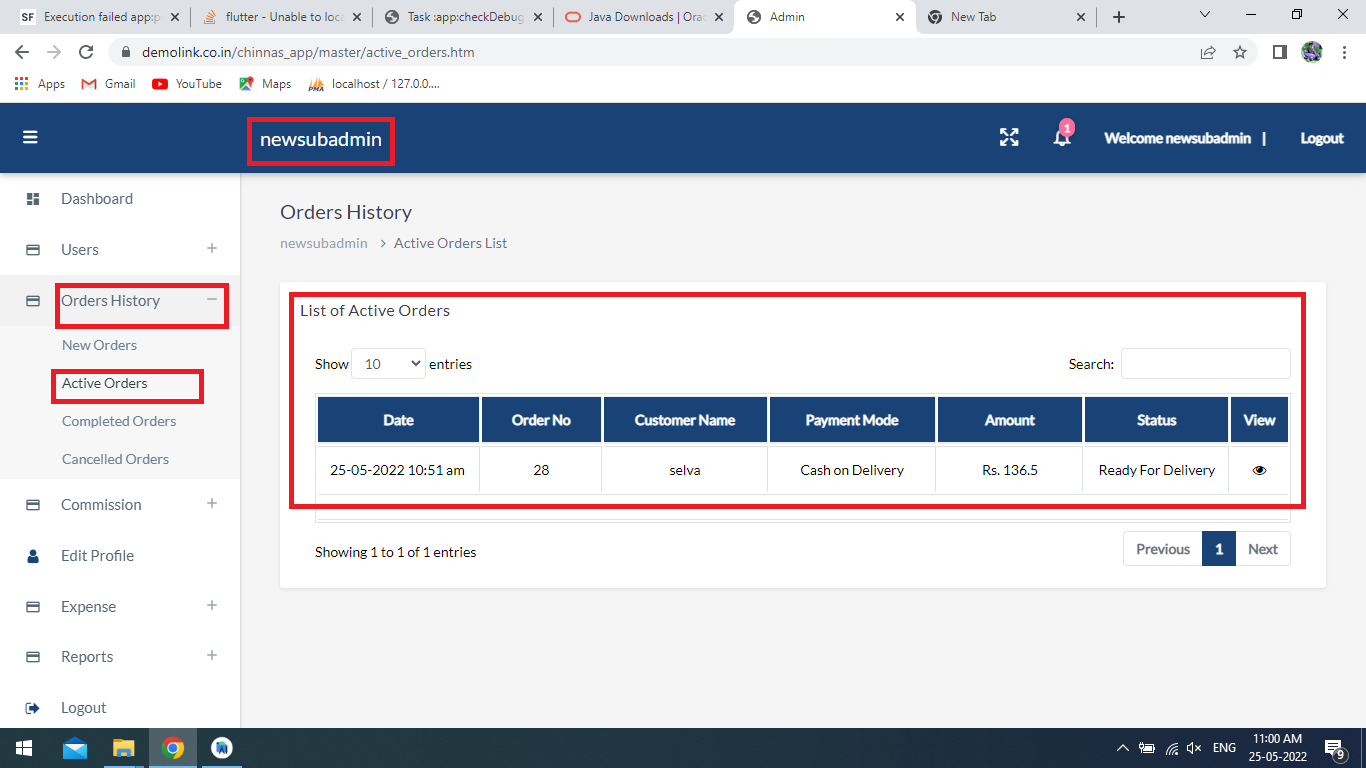 Execution failed app:p
flutter - Unable to loca
Task :app:checkDebug
Java Downloads | Orac
Admin
New Tab
demolink.co.in/chinnas_app/master/active_orders.htm
Apps
Gmail
YouTube
Maps
localhost / 127.0.0....
newsubadmin
1
Welcome newsubadmin |
Logout
Dashboard
Users
Orders History
New Orders
Active Orders
Completed Orders
Cancelled Orders
Commission
Edit Profile
Expense
Reports
Logout
Orders History
newsubadmin > Active Orders List
List of Active Orders
Show 10 entries
Search:
Date Order No Customer Name Payment Mode Amount Status View
25-05-2022 10:51 am 28 selva Cash on Delivery Rs. 136.5 Ready For Delivery
Showing 1 to 1 of 1 entries
Previous 1 Next
ENG
11:00 AM
25-05-2022
9